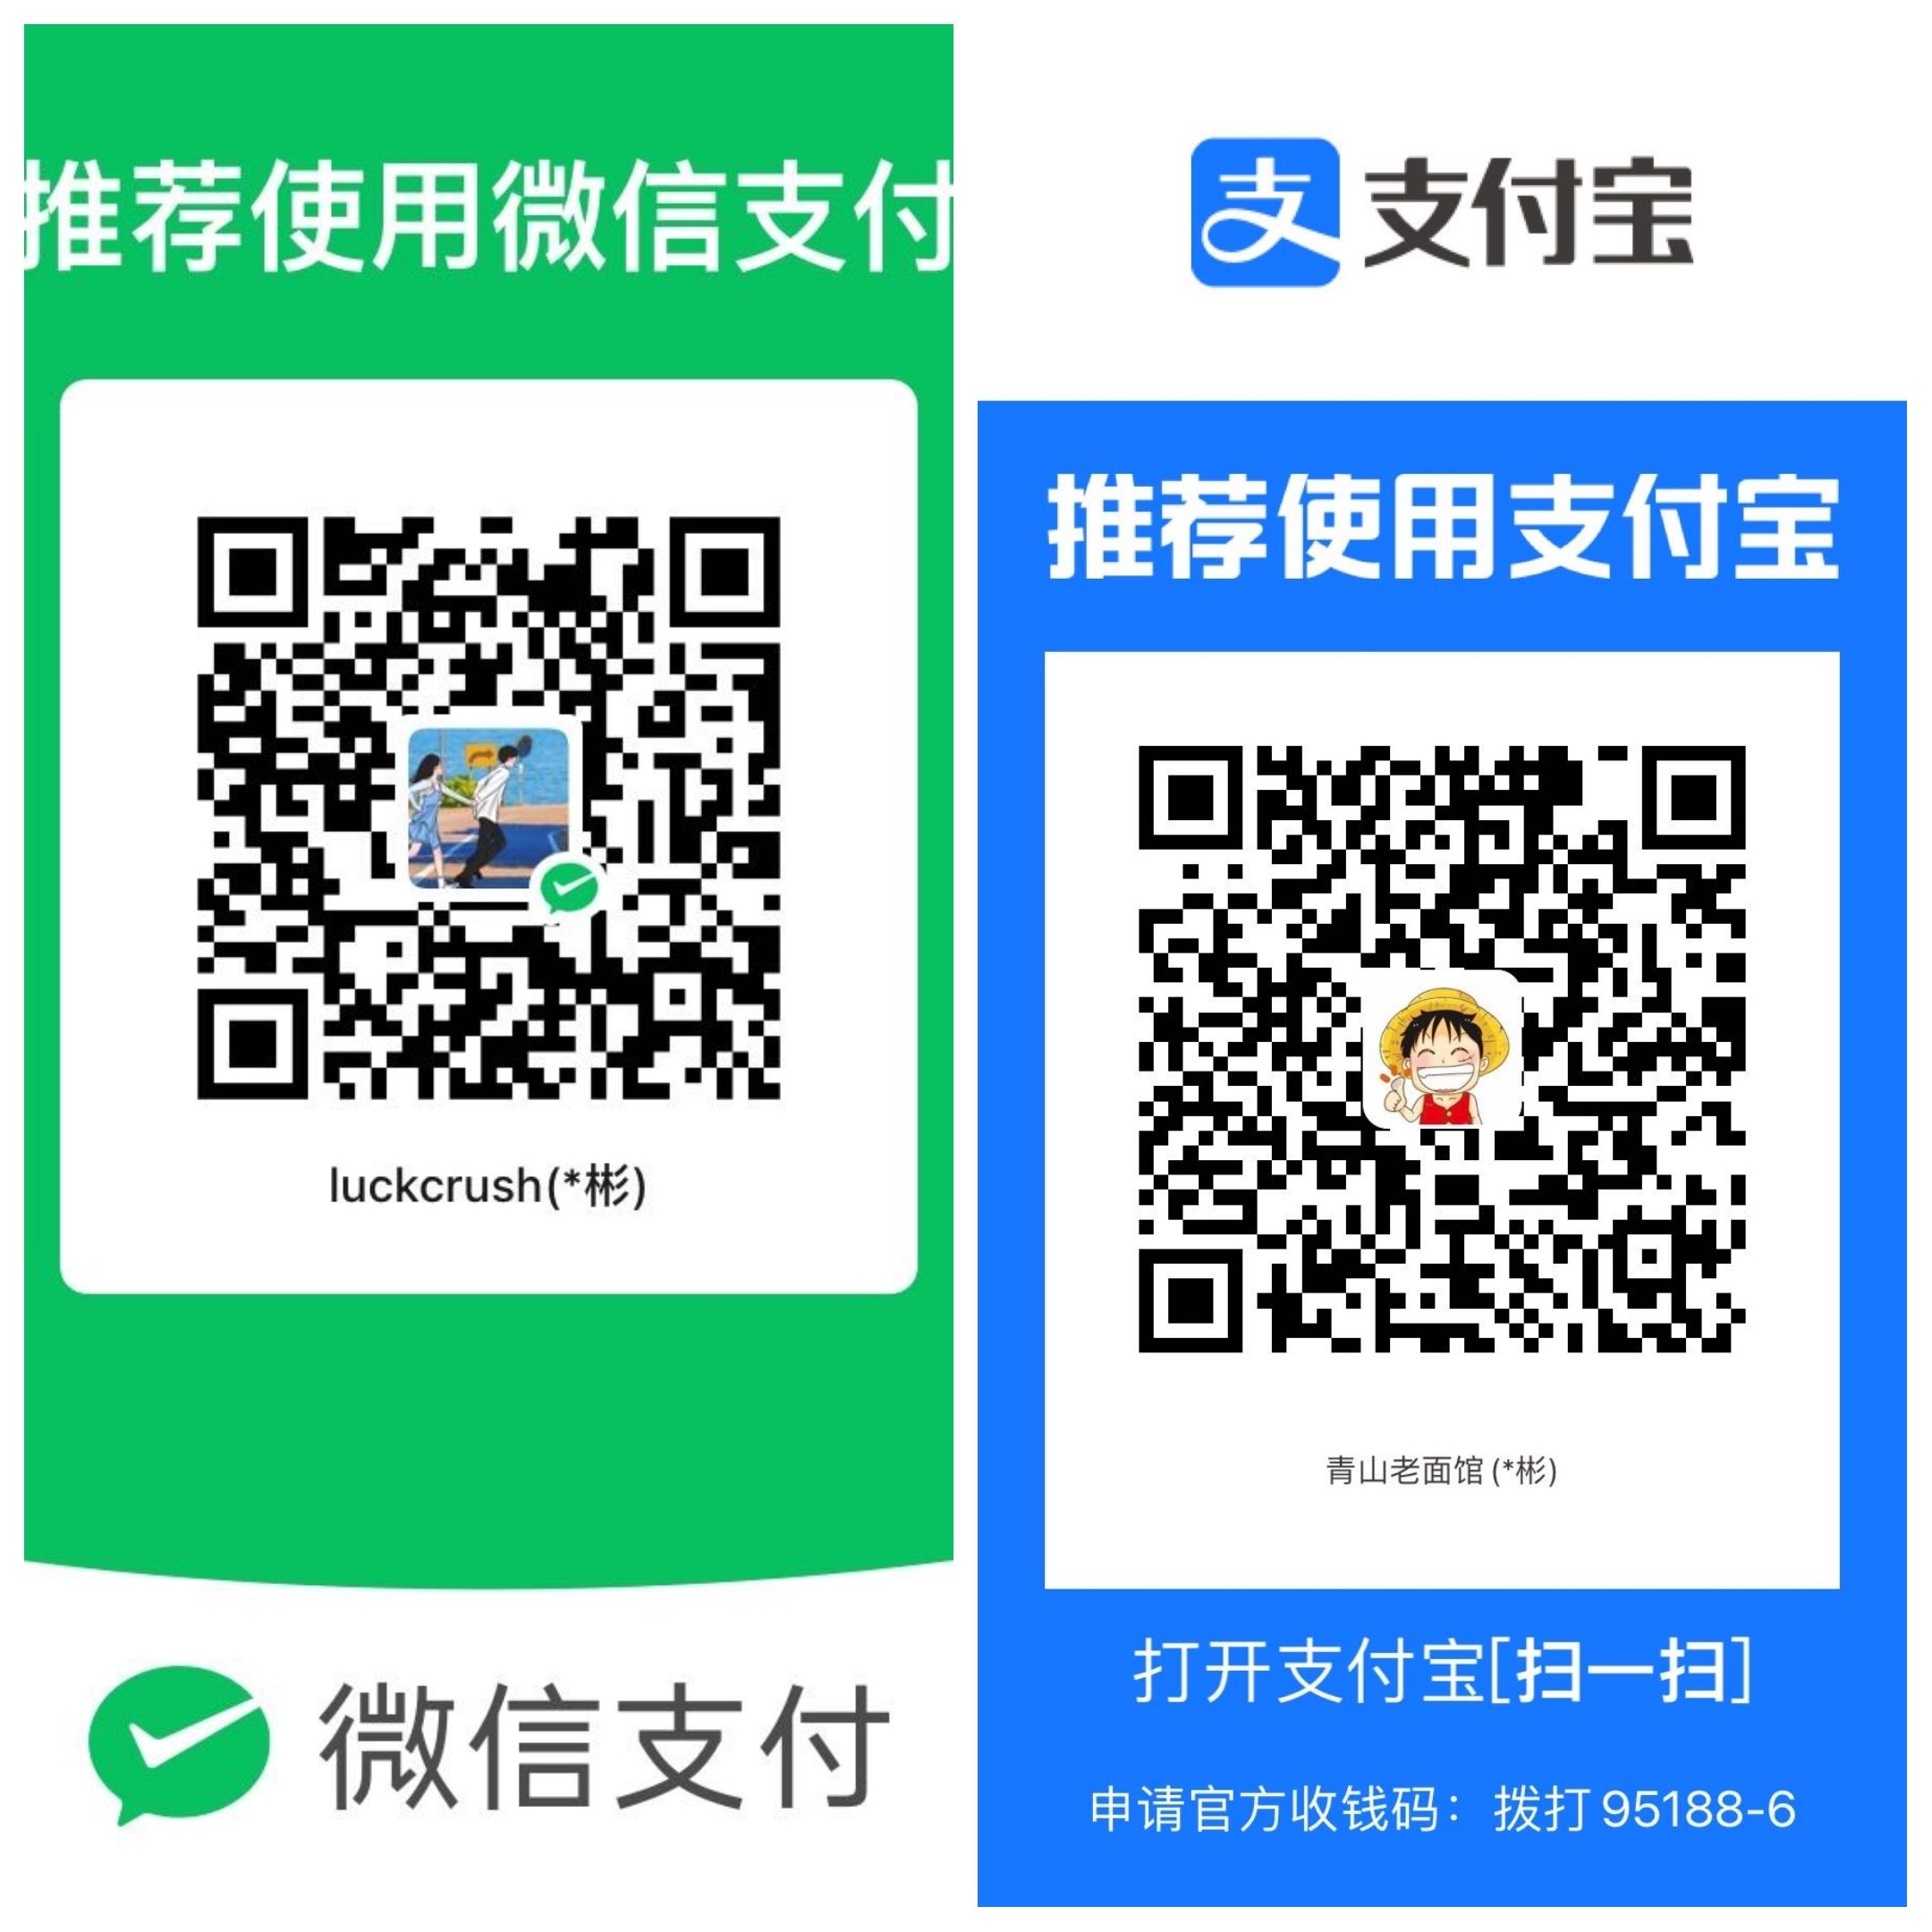 推荐使用微信支付
luckcrush(*彬)
微信支付
支 支付宝
推荐使用支付宝
青山老面馆 (*彬)
打开支付宝[扫一扫]
申请官方收钱码：拨打 95188-6